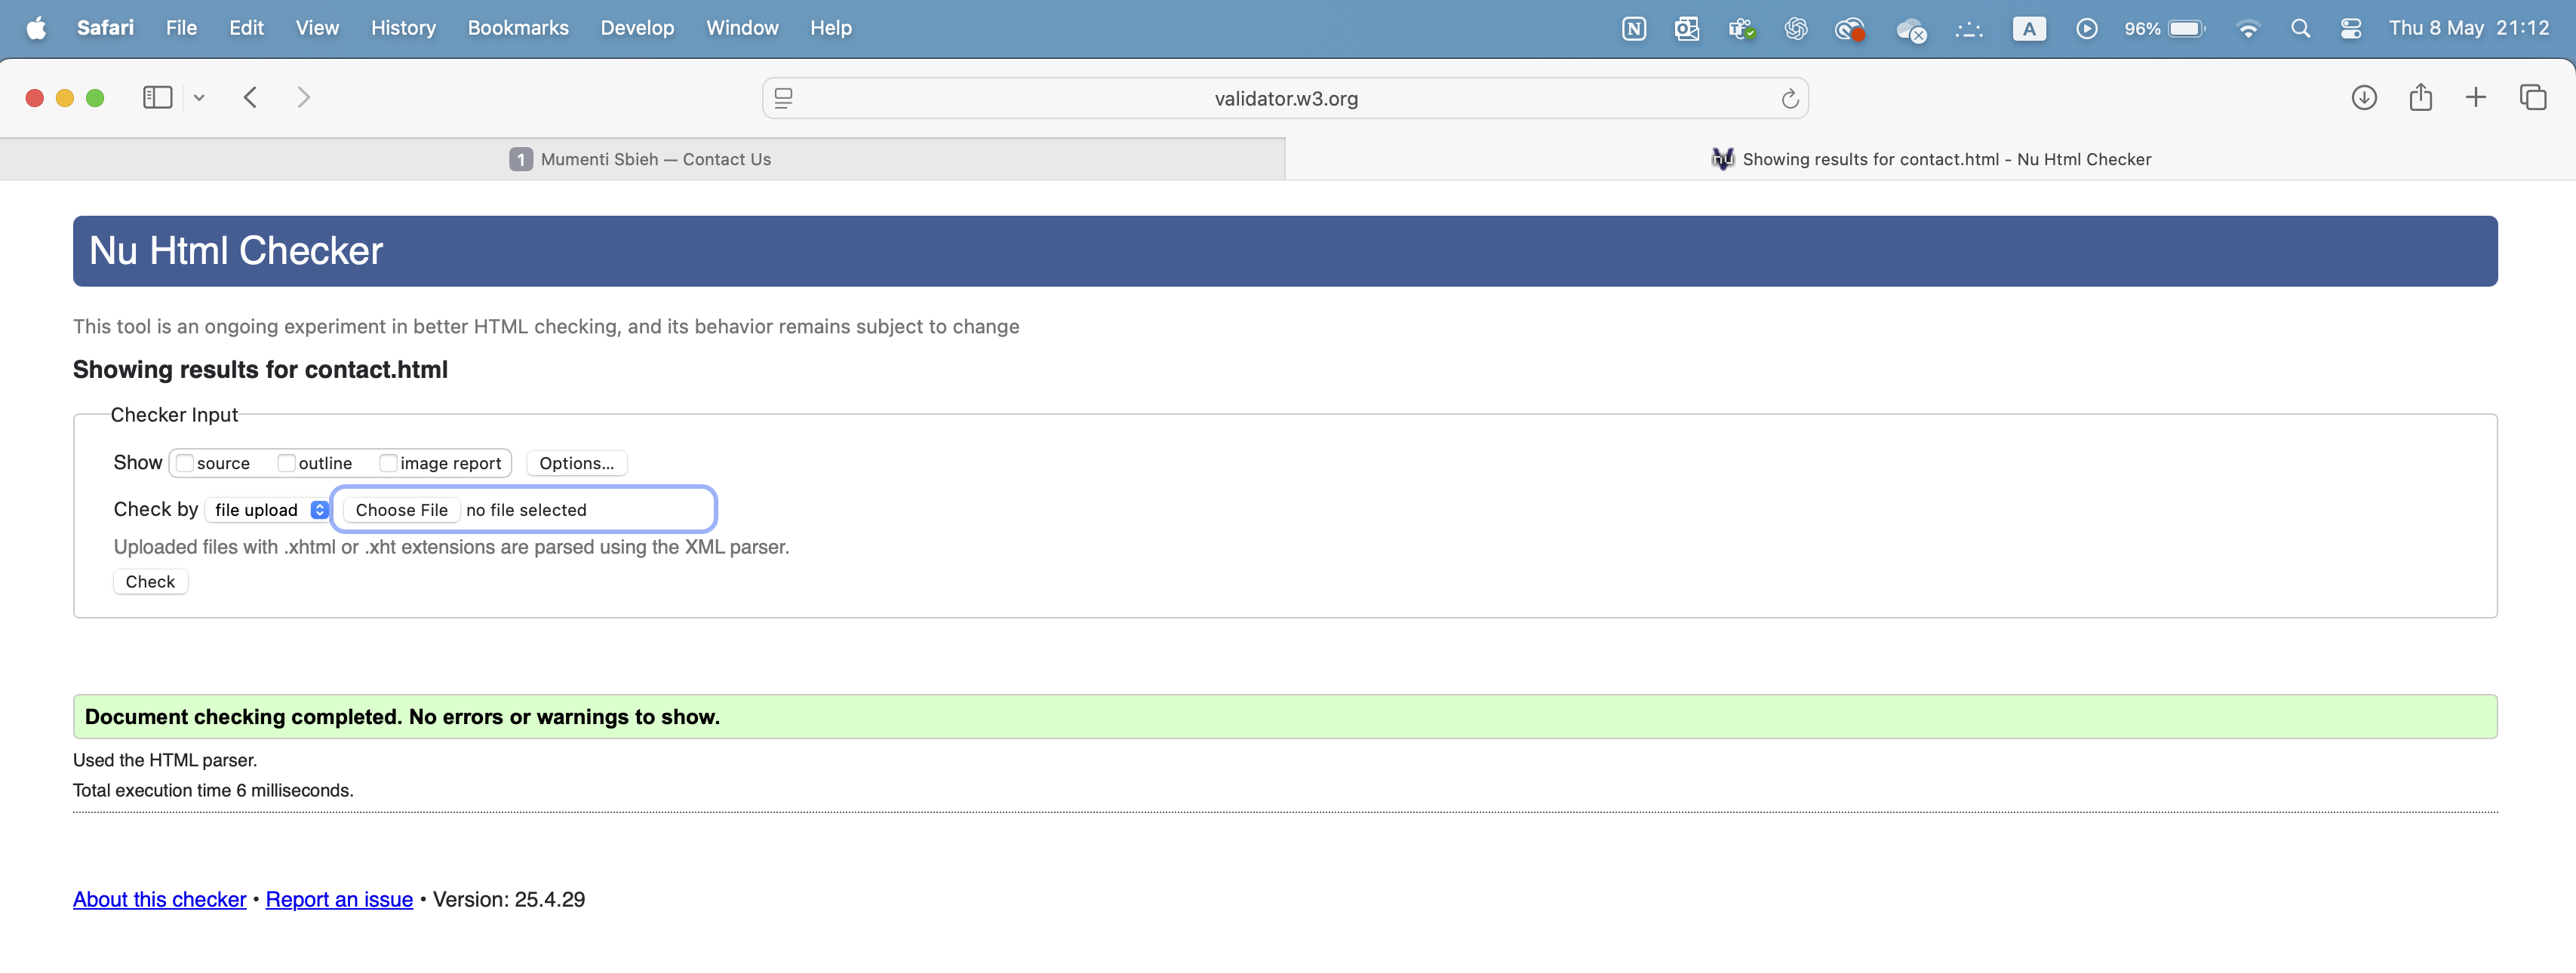 Safari File Edit View History Bookmarks Develop Window Help A 96% Thu 8 May 21:12
validator.w3.org
1 Mumenti Sbieh — Contact Us nu Showing results for contact.html - Nu Html Checker
Nu Html Checker
This tool is an ongoing experiment in better HTML checking, and its behavior remains subject to change
Showing results for contact.html
Checker Input
Show source outline image report Options...
Check by file upload Choose File no file selected
Uploaded files with .xhtml or .xht extensions are parsed using the XML parser.
Check
Document checking completed. No errors or warnings to show.
Used the HTML parser.
Total execution time 6 milliseconds.
About this checker • Report an issue • Version: 25.4.29